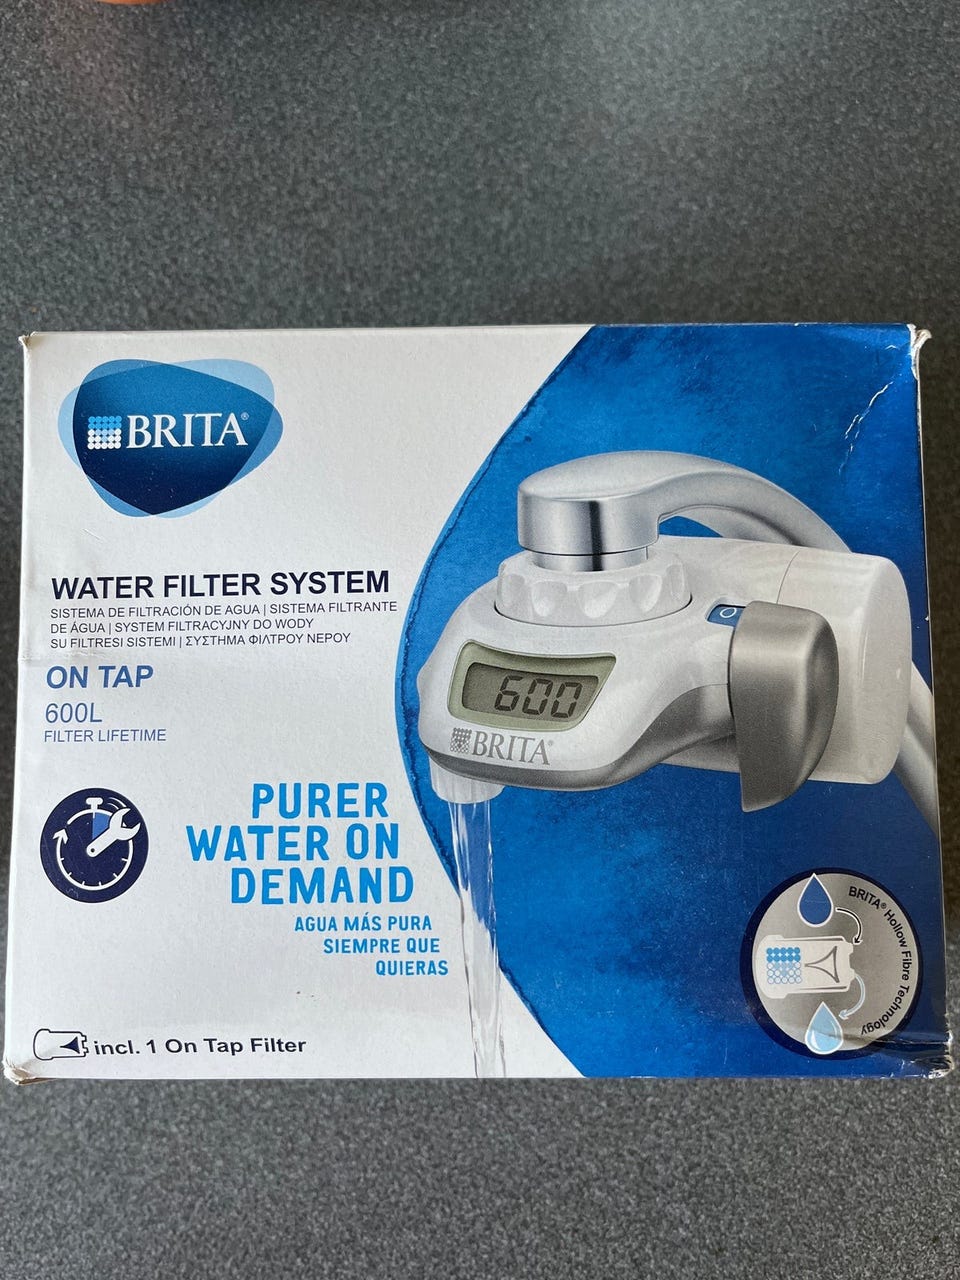 BRITA®
WATER FILTER SYSTEM
SISTEMA DE FILTRACIÓN DE AGUA | SISTEMA FILTRANTE
DE ÁGUA | SYSTEM FILTRACYJNY DO WODY
SU FILTRESI SISTEMI | ΣΥΣΤΗΜΑ ΦΙΛΤΡΟΥ ΝΕΡΟΥ
ON TAP
600L
FILTER LIFETIME
600
BRITA®
PURER
WATER ON
DEMAND
AGUA MÁS PURA
SIEMPRE QUE
QUIERAS
BRITA® Hollow Fibre Technology
incl. 1 On Tap Filter